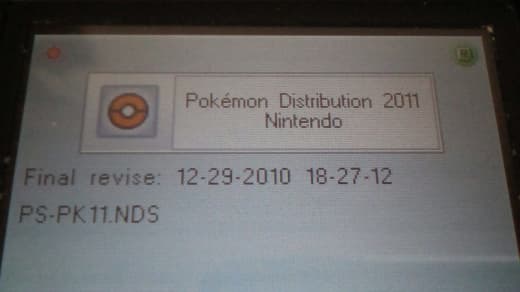 Pokémon Distribution 2011
Nintendo
Final revise: 12-29-2010 18-27-12
PS-PK11.NDS